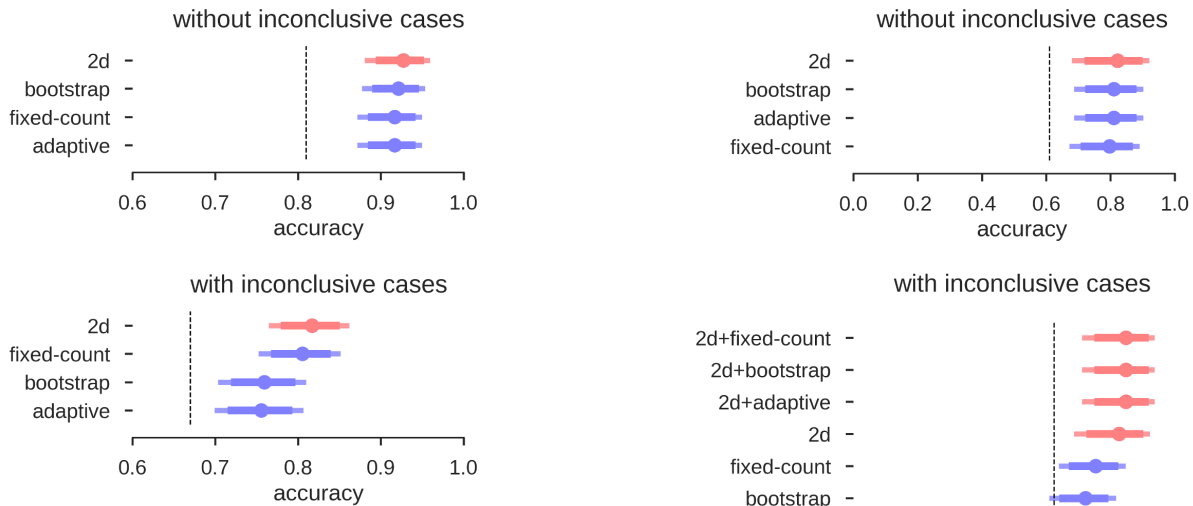 without inconclusive cases
2d
bootstrap
fixed-count
adaptive
0.6 0.7 0.8 0.9 1.0
accuracy
without inconclusive cases
2d
bootstrap
adaptive
fixed-count
0.0 0.2 0.4 0.6 0.8 1.0
accuracy
with inconclusive cases
2d
fixed-count
bootstrap
adaptive
0.6 0.7 0.8 0.9 1.0
accuracy
with inconclusive cases
2d+fixed-count
2d+bootstrap
2d+adaptive
2d
fixed-count
bootstrap